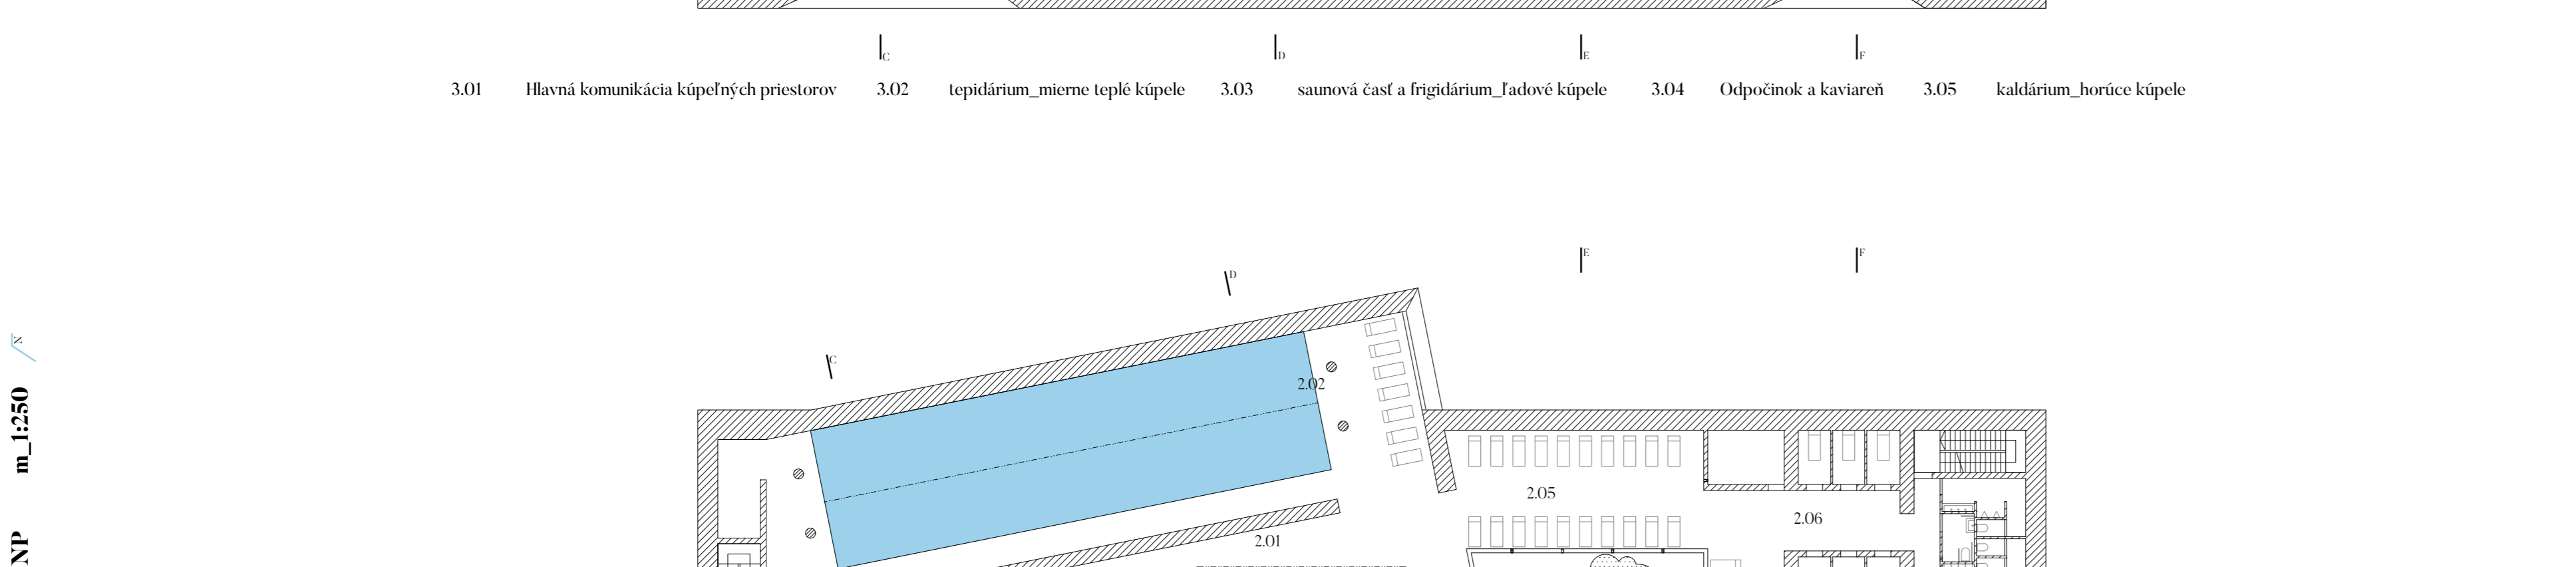 C D E F
3.01 Hlavná komunikácia kúpeľných priestorov 3.02 tepidárium_mierne teplé kúpele 3.03 saunová časť a frigidárium_ľadové kúpele 3.04 Odpočinok a kaviareň 3.05 kaldárium_horúce kúpele
E F
D
N
C
2.02
m_1:250
2.05
2.06
2.01
NP